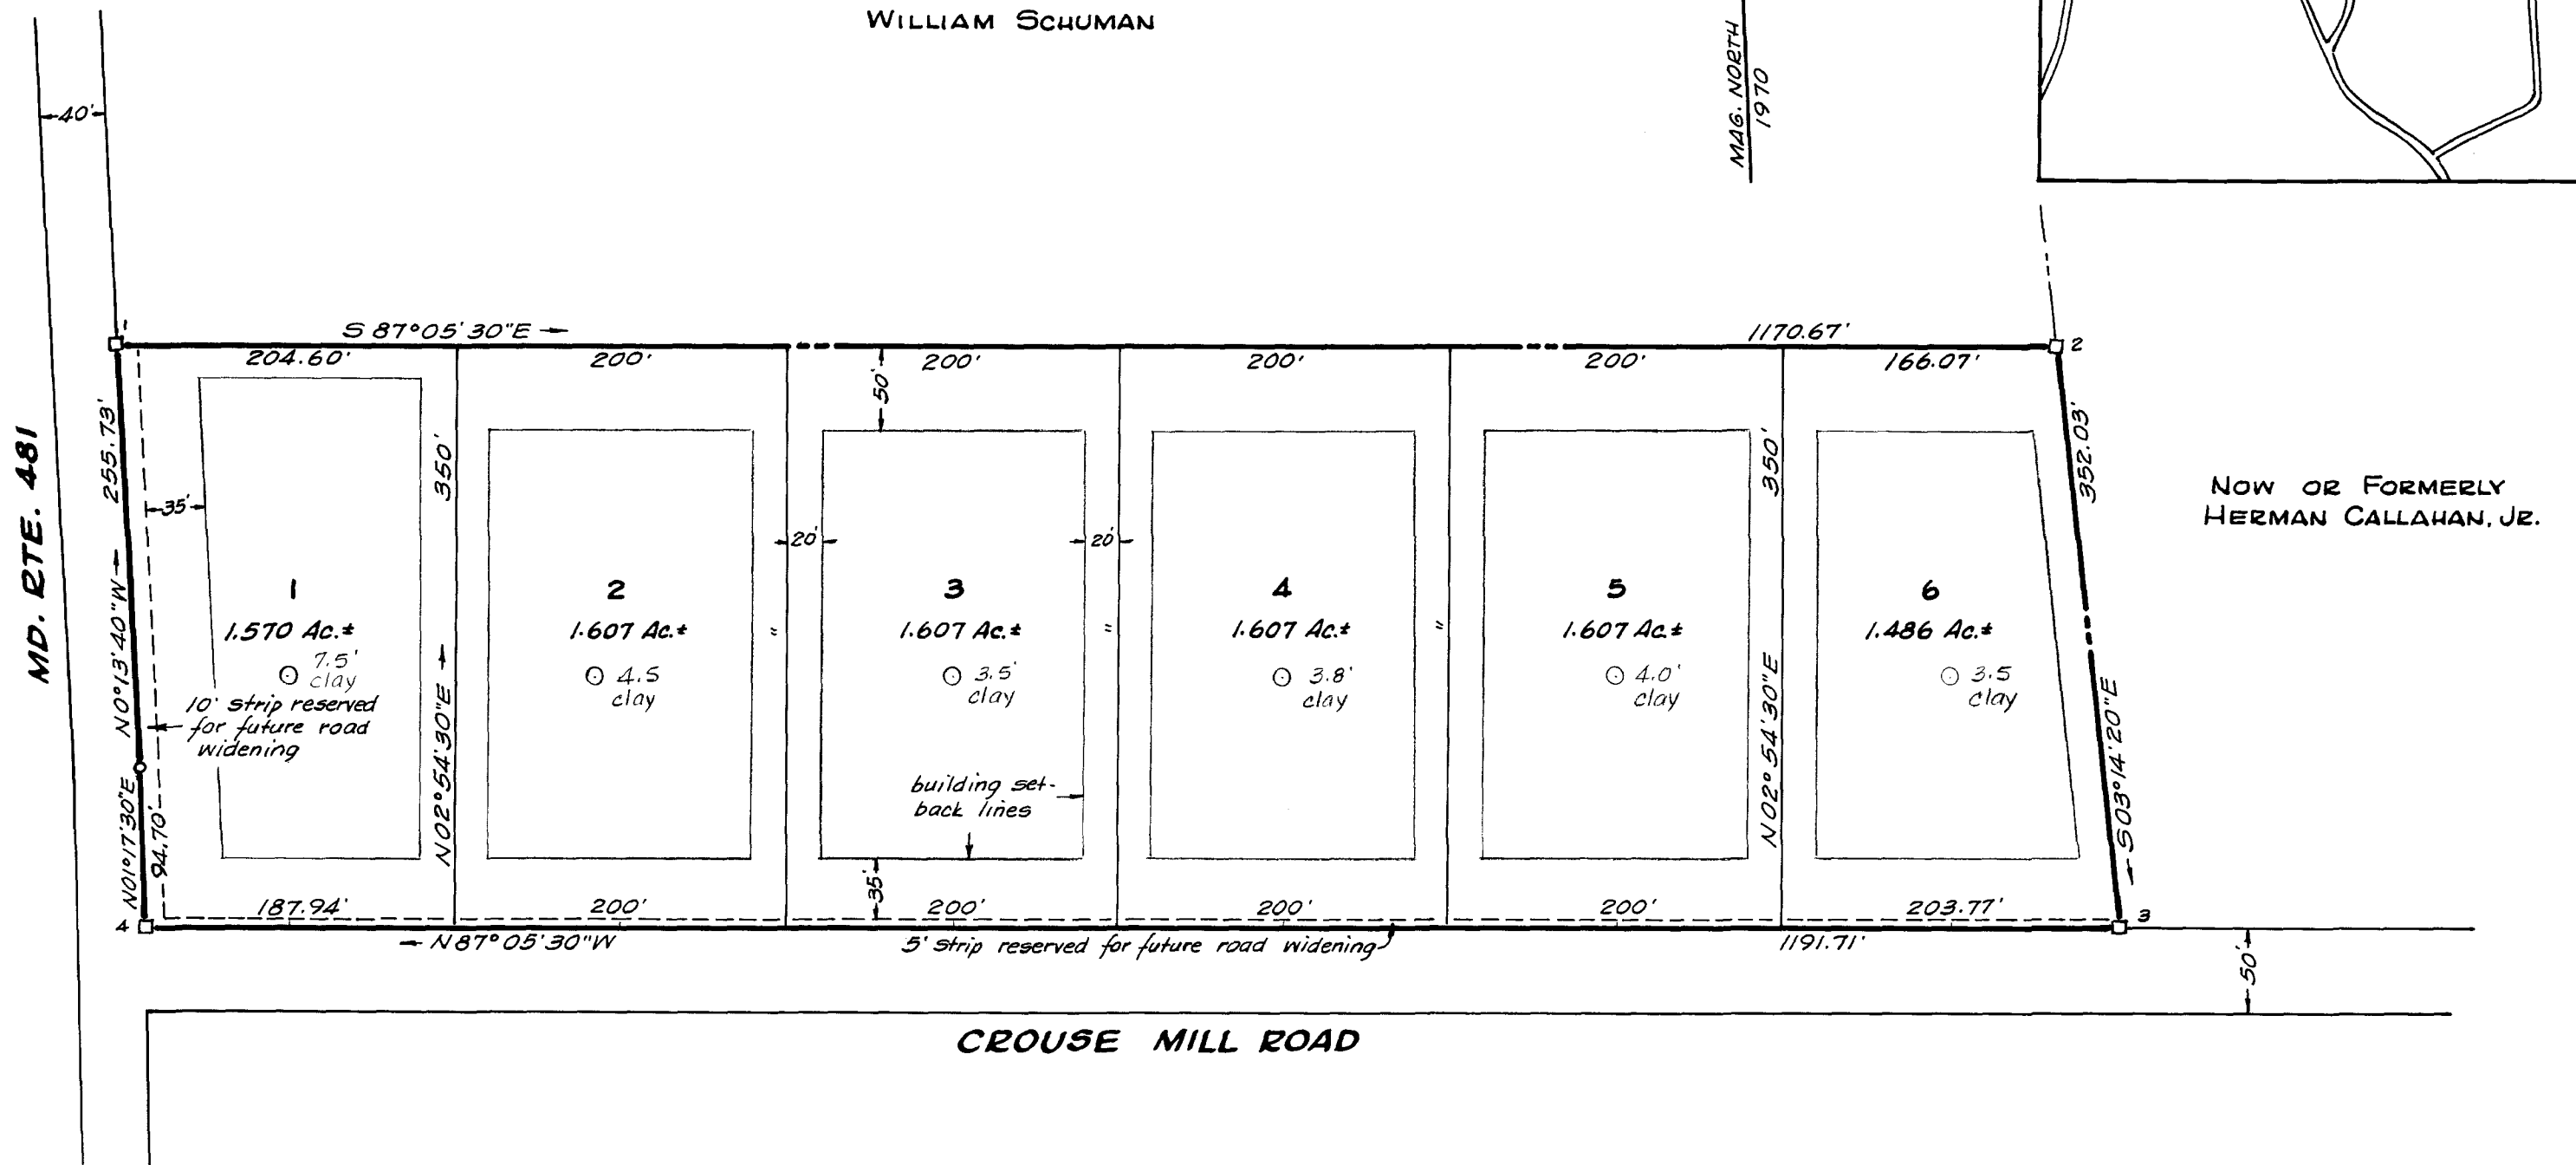 WILLIAM SCHUMAN
MAG. NORTH
1970
40'
S 87°05'30"E
1170.67'
1
2
204.60'
200'
200'
200'
200'
166.07'
50'
MD. RTE. 481
255.73'
N0°13'40"W
35'
350'
350'
352.03'
NOW OR FORMERLY
HERMAN CALLAHAN, JR.
20'
20'
1
2
3
4
5
6
1.570 Ac.±
1.607 Ac.±
1.607 Ac.±
1.607 Ac.±
1.607 Ac.±
1.486 Ac.±
"
"
"
7.5'
clay
4.5
clay
3.5'
clay
3.8'
clay
4.0'
clay
3.5
clay
10' strip reserved
for future road
widening
N02°54'30"E
N02°54'30"E
S03°14'20"E
N01°17'30"E
94.70'
building set-
back lines
35'
187.94'
200'
200'
200'
200'
203.77'
4
3
N87°05'30"W
5' strip reserved for future road widening
1191.71'
50'
CROUSE MILL ROAD